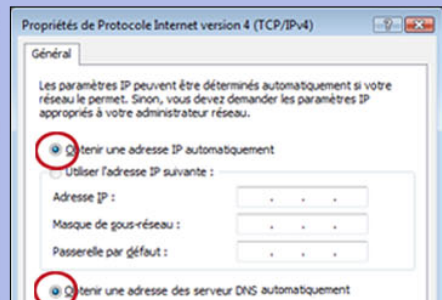 Propriétés de Protocole Internet version 4 (TCP/IPv4)
Général
Les paramètres IP peuvent être déterminés automatiquement si votre
réseau le permet. Sinon, vous devez demander les paramètres IP
appropriés à votre administrateur réseau.
Obtenir une adresse IP automatiquement
Utiliser l'adresse IP suivante :
Adresse IP :
Masque de sous-réseau :
Passerelle par défaut :
Obtenir une adresse des serveur DNS automatiquement